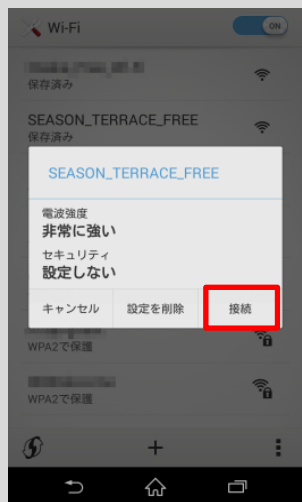 Wi-Fi
ON
保存済み
SEASON_TERRACE_FREE
保存済み
SEASON_TERRACE_FREE
電波強度
非常に強い
セキュリティ
設定しない
キャンセル
設定を削除
接続
WPA2で保護
WPA2で保護